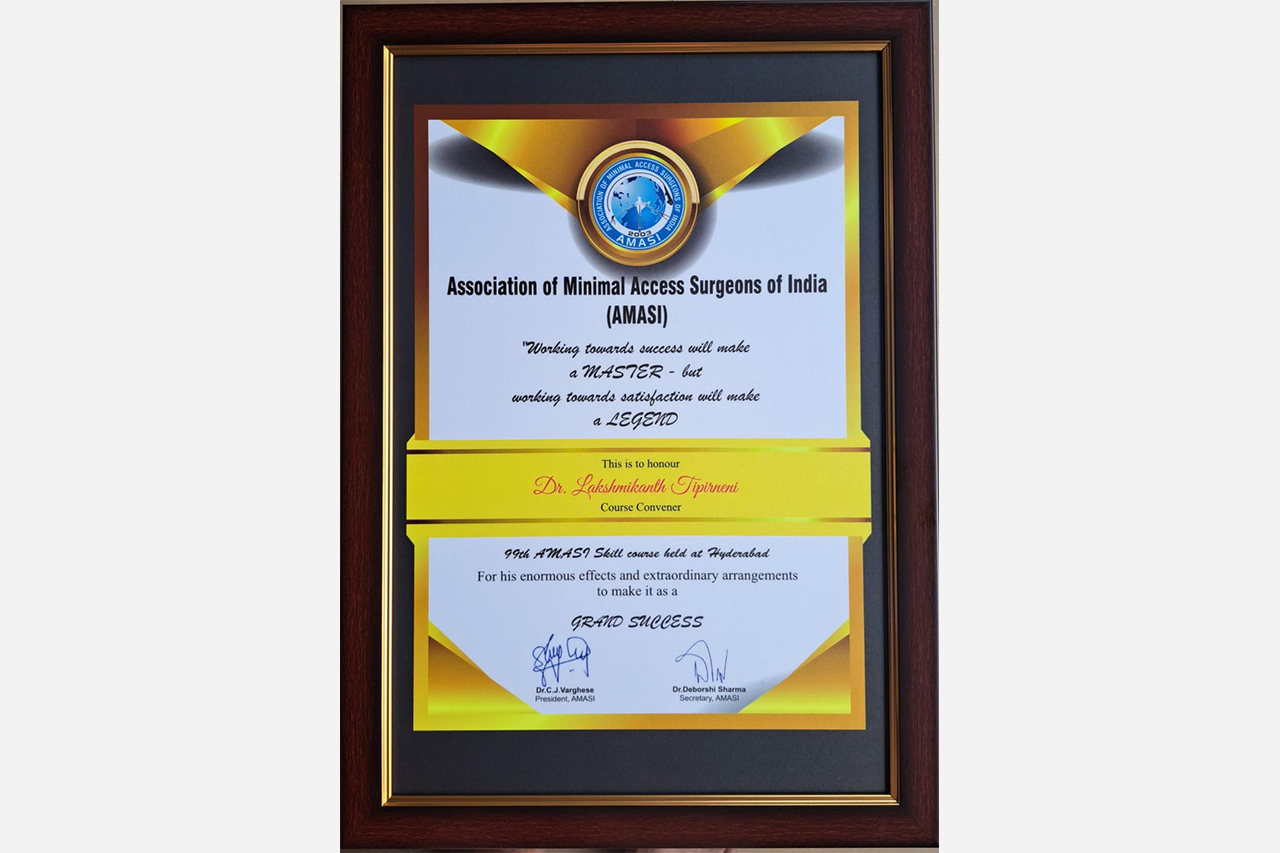 ASSOCIATION OF MINIMAL ACCESS SURGEONS OF INDIA
2003
AMASI
Association of Minimal Access Surgeons of India
(AMASI)
"Working towards success will make
a MASTER - but
working towards satisfaction will make
a LEGEND
This is to honour
Dr. Lakshmikanth Tipirneni
Course Convener
99th AMASI Skill course held at Hyderabad
For his enormous effects and extraordinary arrangements
to make it as a
GRAND SUCCESS
Dr.C.J.Varghese
President, AMASI
Dr.Deborshi Sharma
Secretary, AMASI